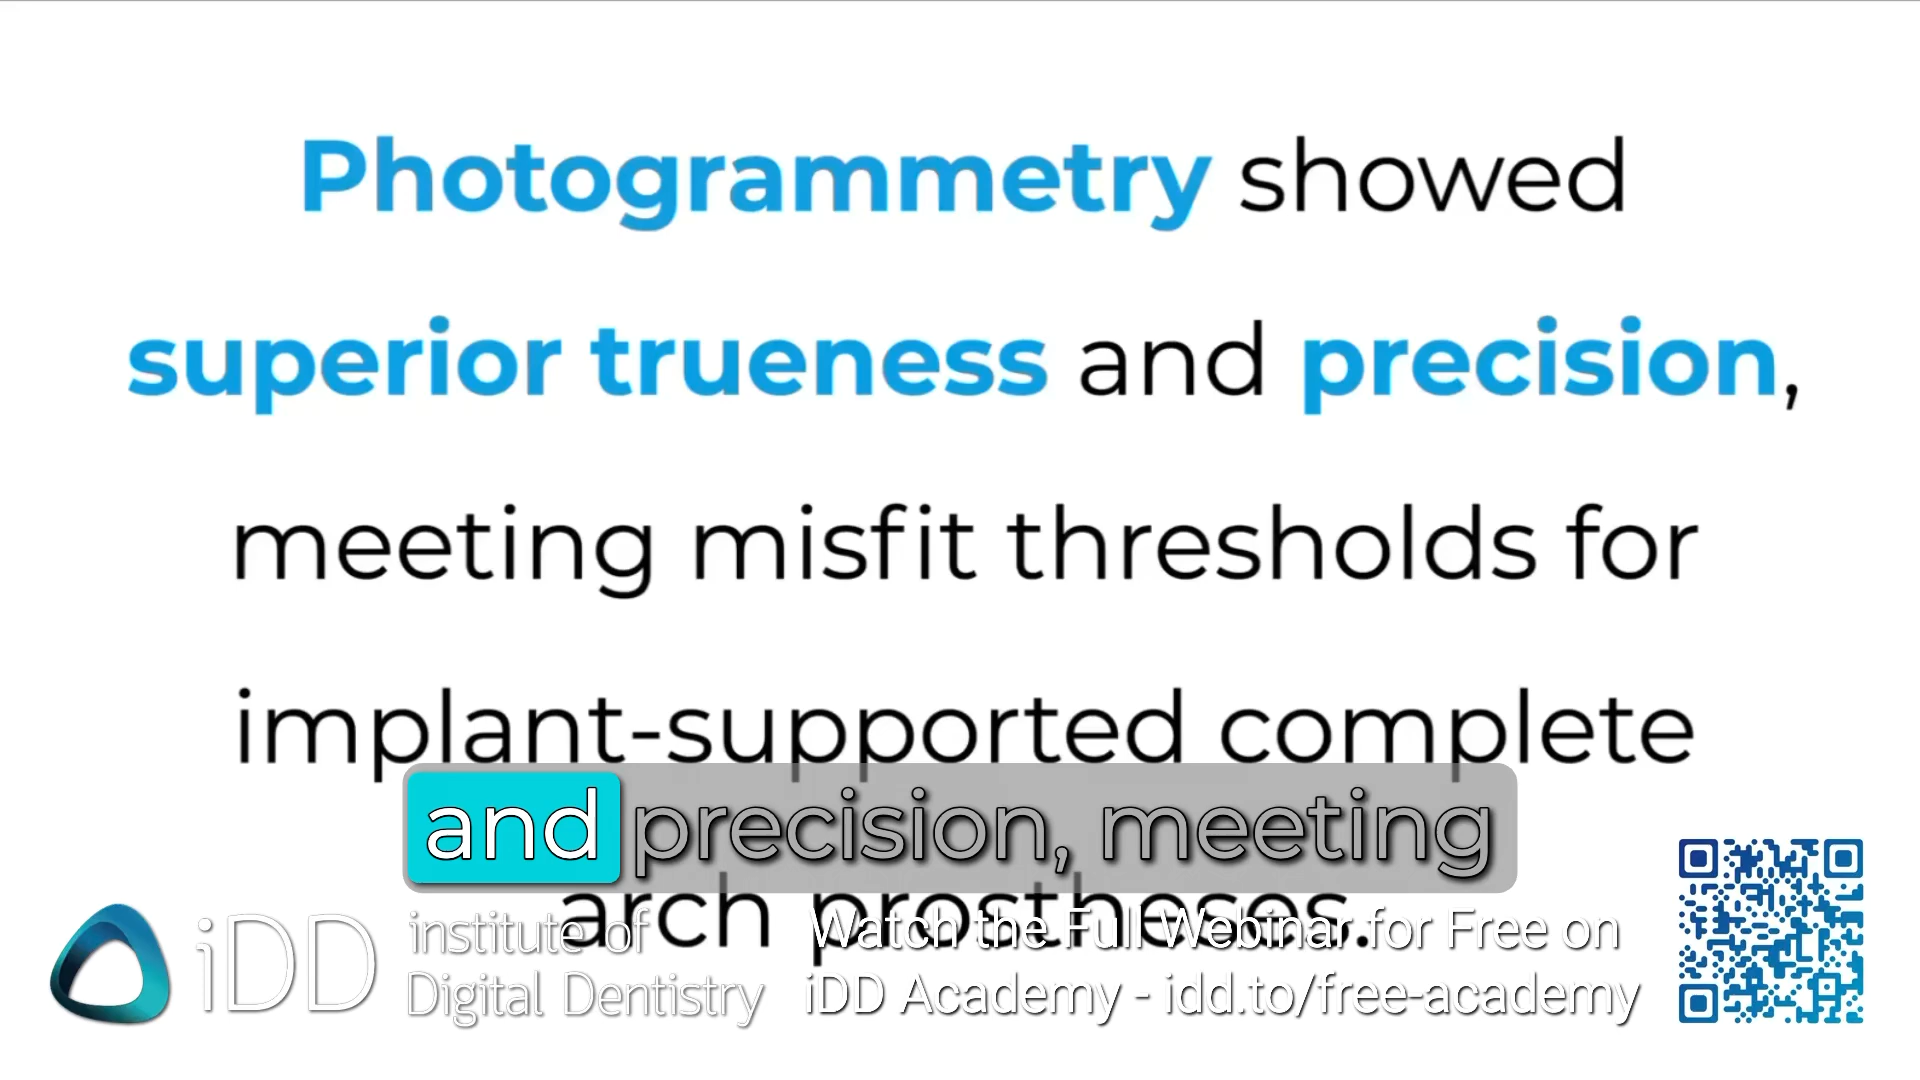 Photogrammetry showed
superior trueness and precision,
meeting misfit thresholds for
implant-supported complete
arch prostheses.
and precision, meeting
iDD institute of
Digital Dentistry
Watch the Full Webinar for Free on
iDD Academy - idd.to/free-academy